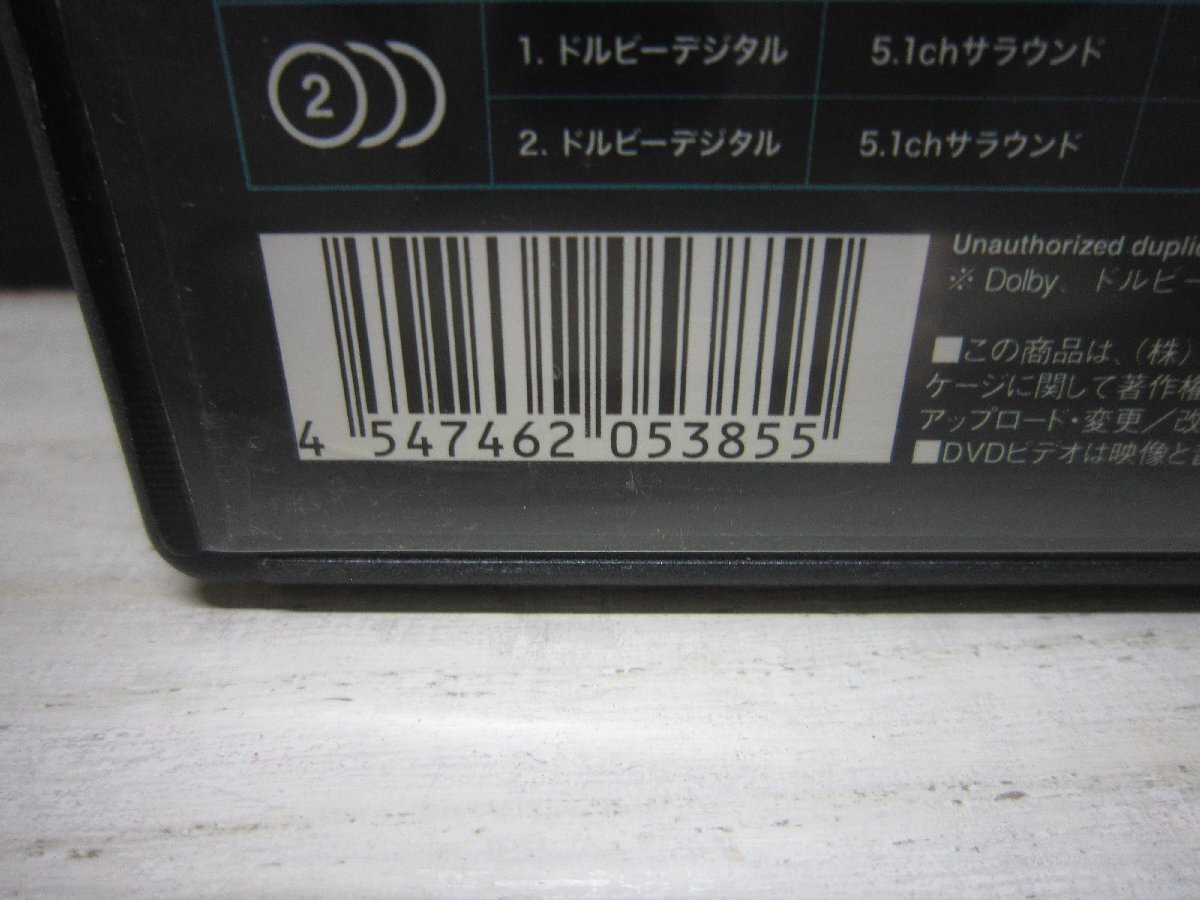 2
1. ドルビーデジタル 5.1chサラウンド
2. ドルビーデジタル 5.1chサラウンド
4 547462 053855
Unauthorized
※ Dolby、ドルビー
■この商品は、(株)
ケージに関して著作権
アップロード・変更/改
■DVDビデオは映像と